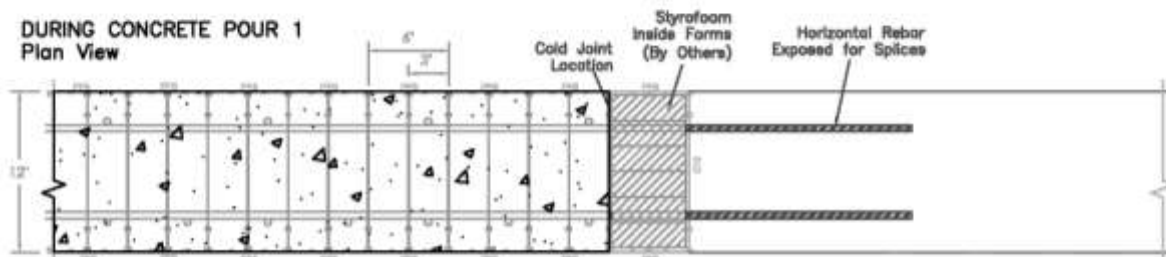 DURING CONCRETE POUR 1
Plan View
6"
3"
12"
Cold Joint
Location
Styrofoam
Inside Forms
(By Others)
Horizontal Rebar
Exposed for Splices